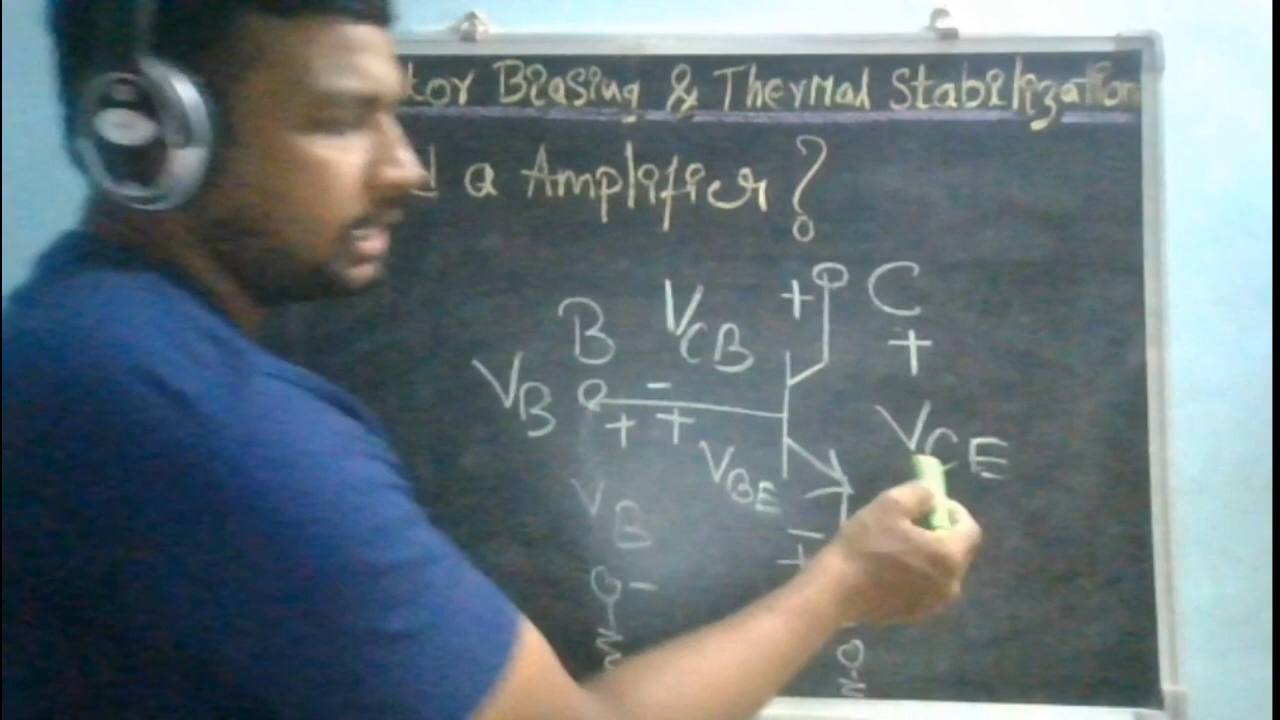 tor Biasing & Thermal Stabilization
a Amplifier?
+ C
B VCB +
VB - VCE
+ +
VBE
VB -
- +